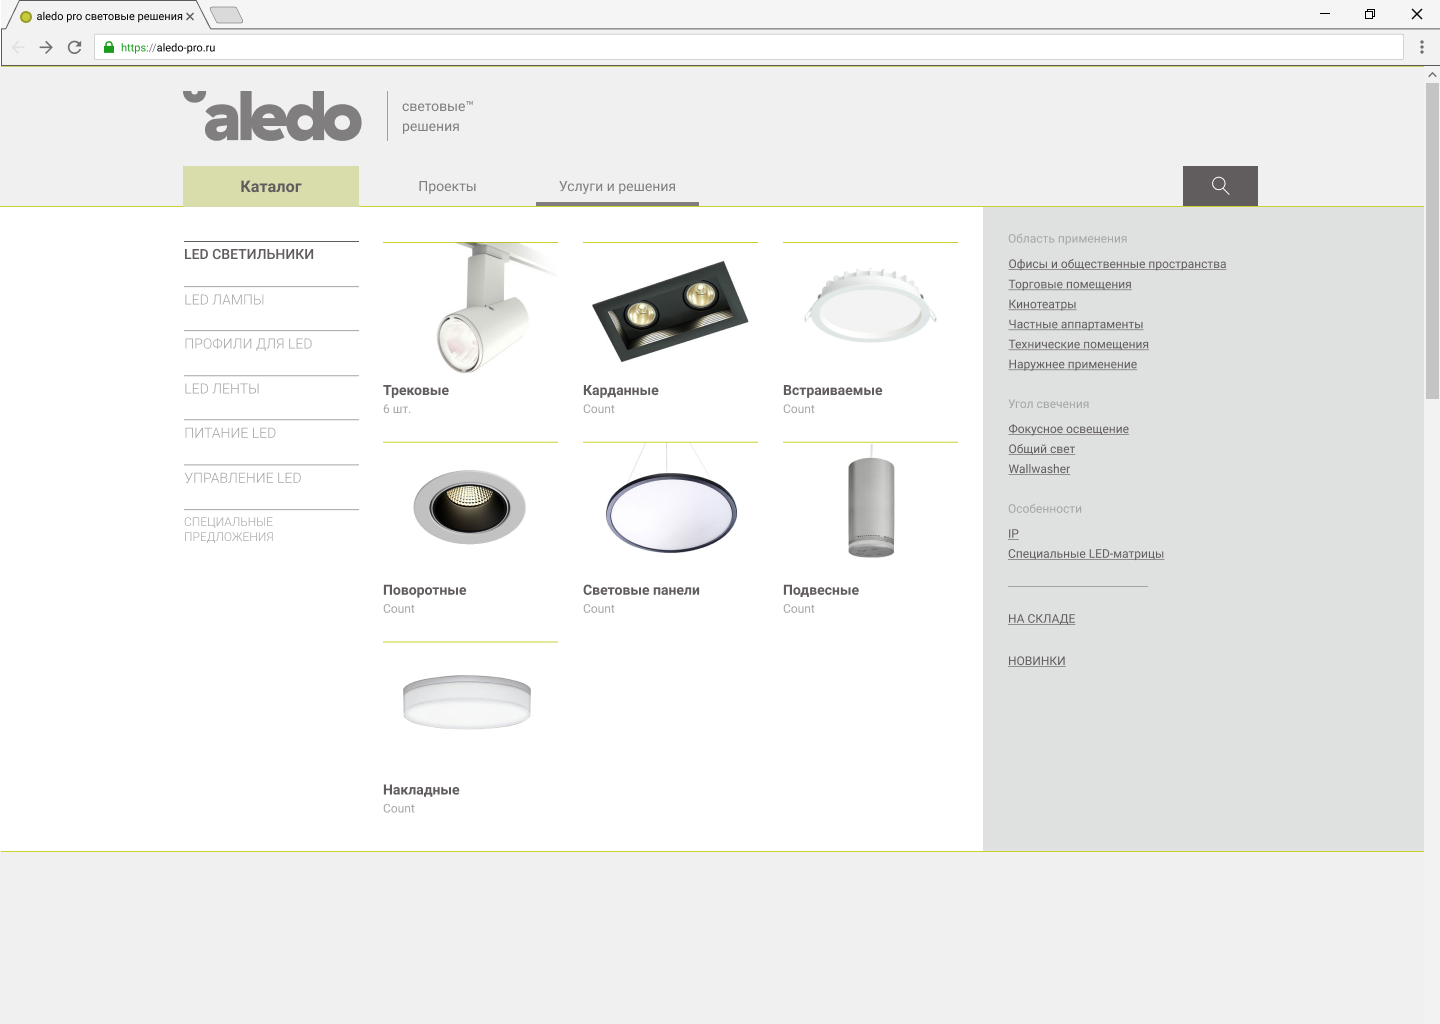 aledo pro световые решения
https://aledo-pro.ru
aledo
световые™
решения
Каталог
Проекты
Услуги и решения
LED СВЕТИЛЬНИКИ
LED ЛАМПЫ
ПРОФИЛИ ДЛЯ LED
LED ЛЕНТЫ
ПИТАНИЕ LED
УПРАВЛЕНИЕ LED
СПЕЦИАЛЬНЫЕ
ПРЕДЛОЖЕНИЯ
Трековые
6 шт.
Карданные
Count
Встраиваемые
Count
Поворотные
Count
Световые панели
Count
Подвесные
Count
Накладные
Count
Область применения
Офисы и общественные пространства
Торговые помещения
Кинотеатры
Частные аппартаменты
Технические помещения
Наружнее применение
Угол свечения
Фокусное освещение
Общий свет
Wallwasher
Особенности
IP
Специальные LED-матрицы
НА СКЛАДЕ
НОВИНКИ